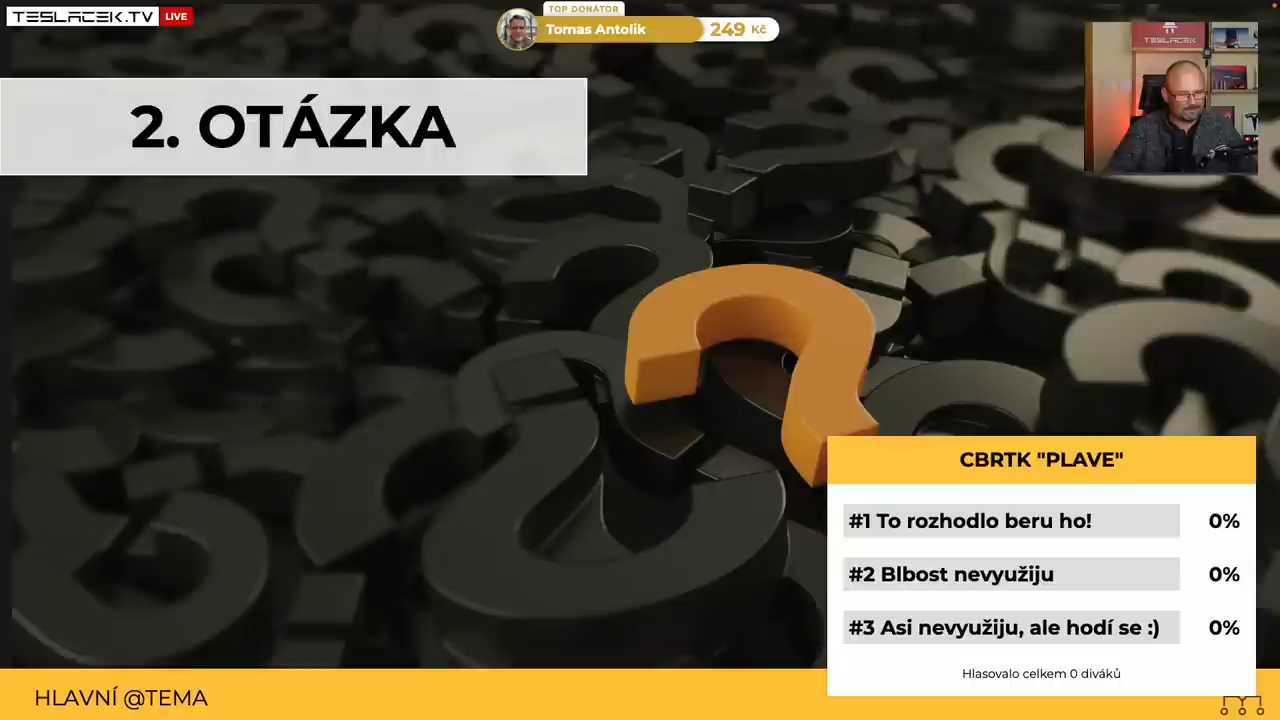 TESLACEK.TV LIVE
TOP DONÁTOR
Tomas Antolik 249 Kč
TESLACEK
2. OTÁZKA
CBRTK "PLAVE"
#1 To rozhodlo beru ho! 0%
#2 Blbost nevyužiju 0%
#3 Asi nevyužiju, ale hodí se :) 0%
Hlasovalo celkem 0 diváků
HLAVNÍ @TEMA